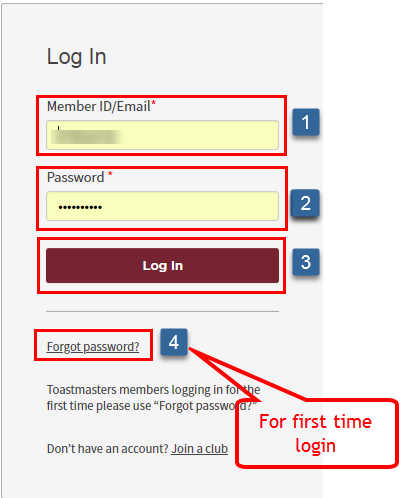 Log In
Member ID/Email*
1
Password *
2
Log In
3
Forgot password?
4
Toastmasters members logging in for the
first time please use “Forgot password?”
For first time
login
Don’t have an account? Join a club